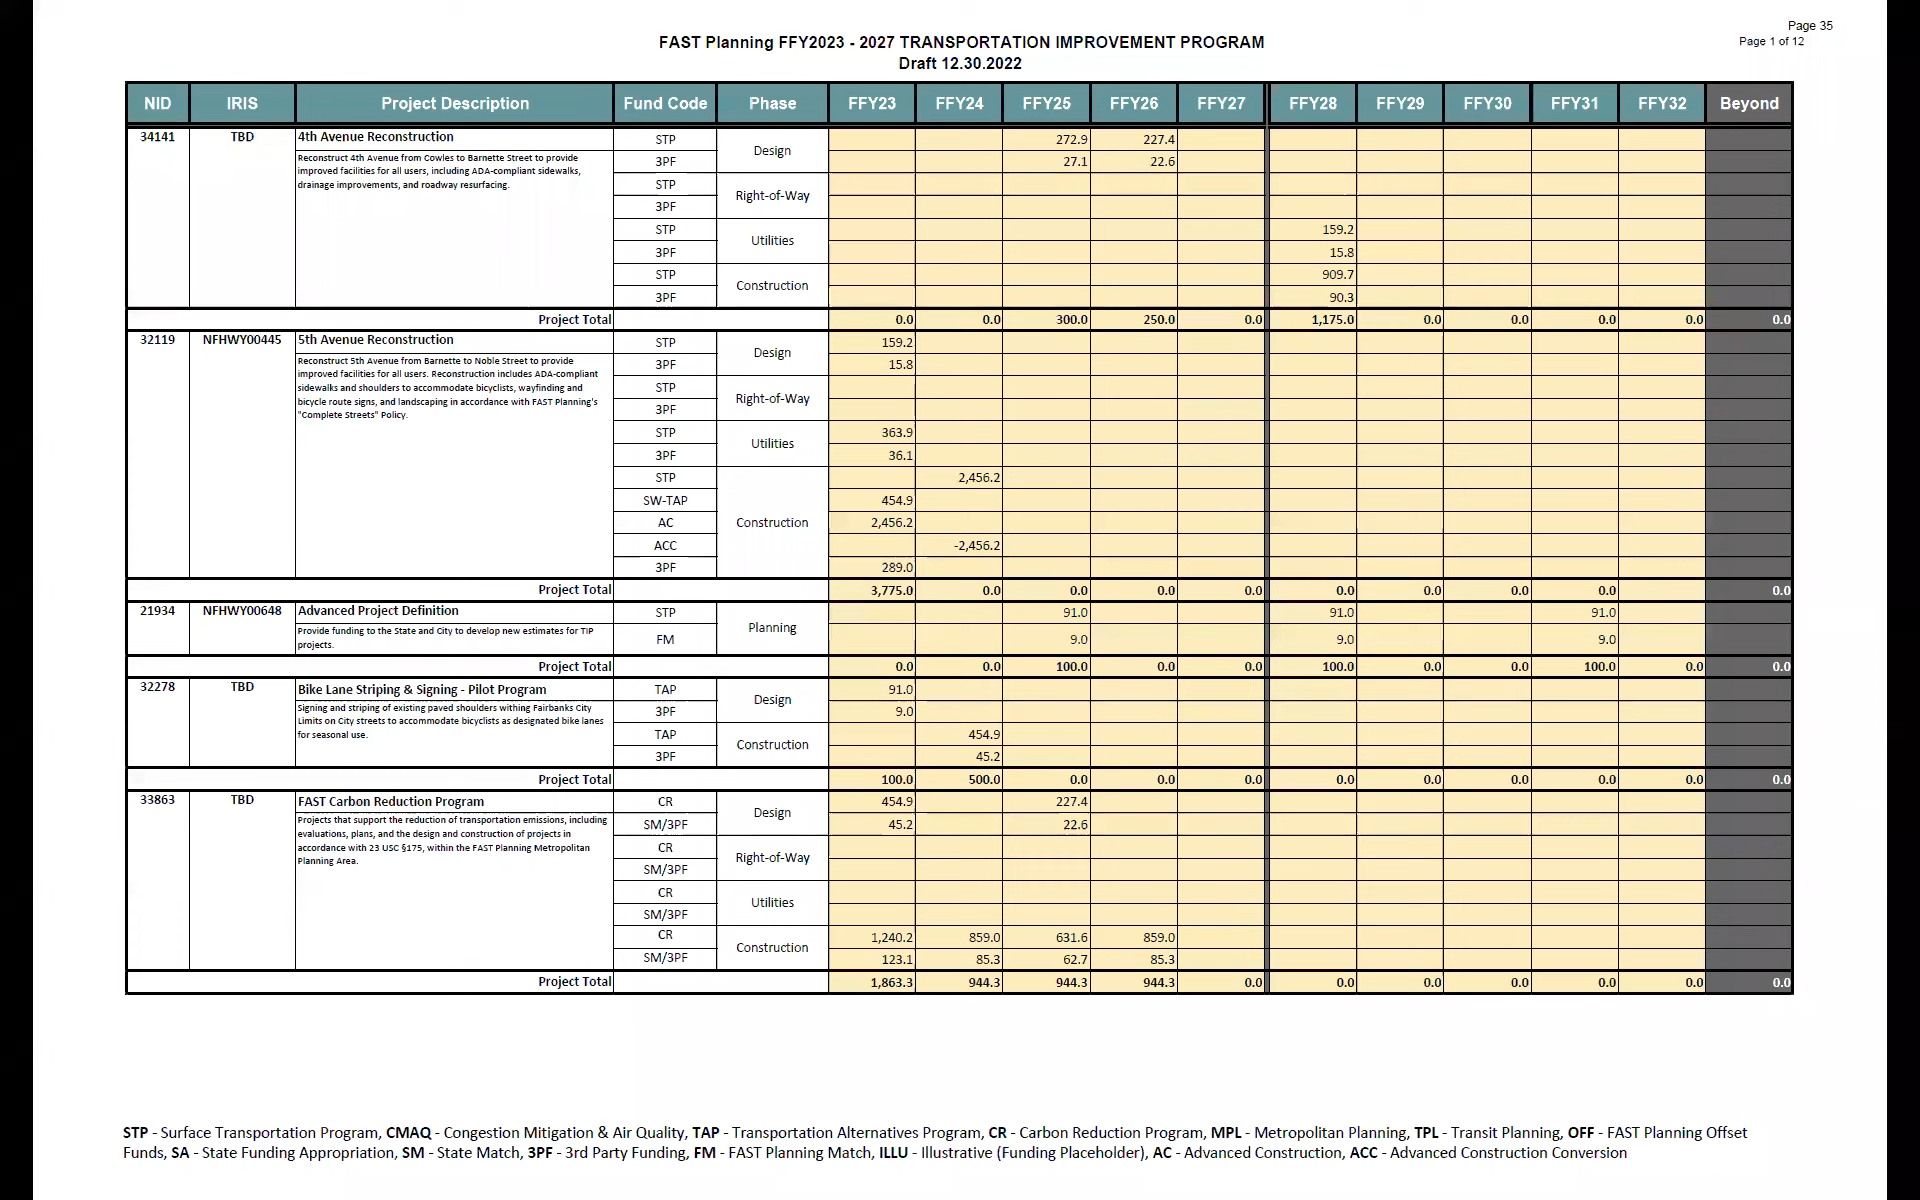 Page 35
Page 1 of 12
FAST Planning FFY2023 - 2027 TRANSPORTATION IMPROVEMENT PROGRAM
Draft 12.30.2022
NID IRIS Project Description Fund Code Phase FFY23 FFY24 FFY25 FFY26 FFY27 FFY28 FFY29 FFY30 FFY31 FFY32 Beyond
34141 TBD 4th Avenue Reconstruction STP Design 272.9 227.4
Reconstruct 4th Avenue from Cowles to Barnette Street to provide
improved facilities for all users, including ADA-compliant sidewalks,
drainage improvements, and roadway resurfacing.
3PF 27.1 22.6
STP Right-of-Way
3PF
STP Utilities 159.2
3PF 15.8
STP Construction 909.7
3PF 90.3
Project Total 0.0 0.0 300.0 250.0 0.0 1,175.0 0.0 0.0 0.0 0.0 0.0
32119 NFHWY00445 5th Avenue Reconstruction STP Design 159.2
Reconstruct 5th Avenue from Barnette to Noble Street to provide
improved facilities for all users. Reconstruction includes ADA-compliant
sidewalks and shoulders to accommodate bicyclists, wayfinding and
bicycle route signs, and landscaping in accordance with FAST Planning's
"Complete Streets" Policy.
3PF 15.8
STP Right-of-Way
3PF
STP Utilities 363.9
3PF 36.1
STP 2,456.2
SW-TAP 454.9
AC Construction 2,456.2
ACC -2,456.2
3PF 289.0
Project Total 3,775.0 0.0 0.0 0.0 0.0 0.0 0.0 0.0 0.0 0.0
21934 NFHWY00648 Advanced Project Definition STP Planning 91.0 91.0 91.0
Provide funding to the State and City to develop new estimates for TIP
projects.
FM 9.0 9.0 9.0
Project Total 0.0 0.0 100.0 0.0 0.0 100.0 0.0 0.0 100.0 0.0 0.0
32278 TBD Bike Lane Striping & Signing - Pilot Program TAP Design 91.0
Signing and striping of existing paved shoulders withing Fairbanks City
Limits on City streets to accommodate bicyclists as designated bike lanes
for seasonal use.
3PF 9.0
TAP Construction 454.9
3PF 45.2
Project Total 100.0 500.0 0.0 0.0 0.0 0.0 0.0 0.0 0.0 0.0 0.0
33863 TBD FAST Carbon Reduction Program CR Design 454.9 227.4
Projects that support the reduction of transportation emissions, including
evaluations, plans, and the design and construction of projects in
accordance with 23 USC §175, within the FAST Planning Metropolitan
Planning Area.
SM/3PF 45.2 22.6
CR Right-of-Way
SM/3PF
CR Utilities
SM/3PF
CR Construction 1,240.2 859.0 631.6 859.0
SM/3PF 123.1 85.3 62.7 85.3
Project Total 1,863.3 944.3 944.3 944.3 0.0 0.0 0.0 0.0 0.0 0.0 0.0
STP - Surface Transportation Program, CMAQ - Congestion Mitigation & Air Quality, TAP - Transportation Alternatives Program, CR - Carbon Reduction Program, MPL - Metropolitan Planning, TPL - Transit Planning, OFF - FAST Planning Offset
Funds, SA - State Funding Appropriation, SM - State Match, 3PF - 3rd Party Funding, FM - FAST Planning Match, ILLU - Illustrative (Funding Placeholder), AC - Advanced Construction, ACC - Advanced Construction Conversion